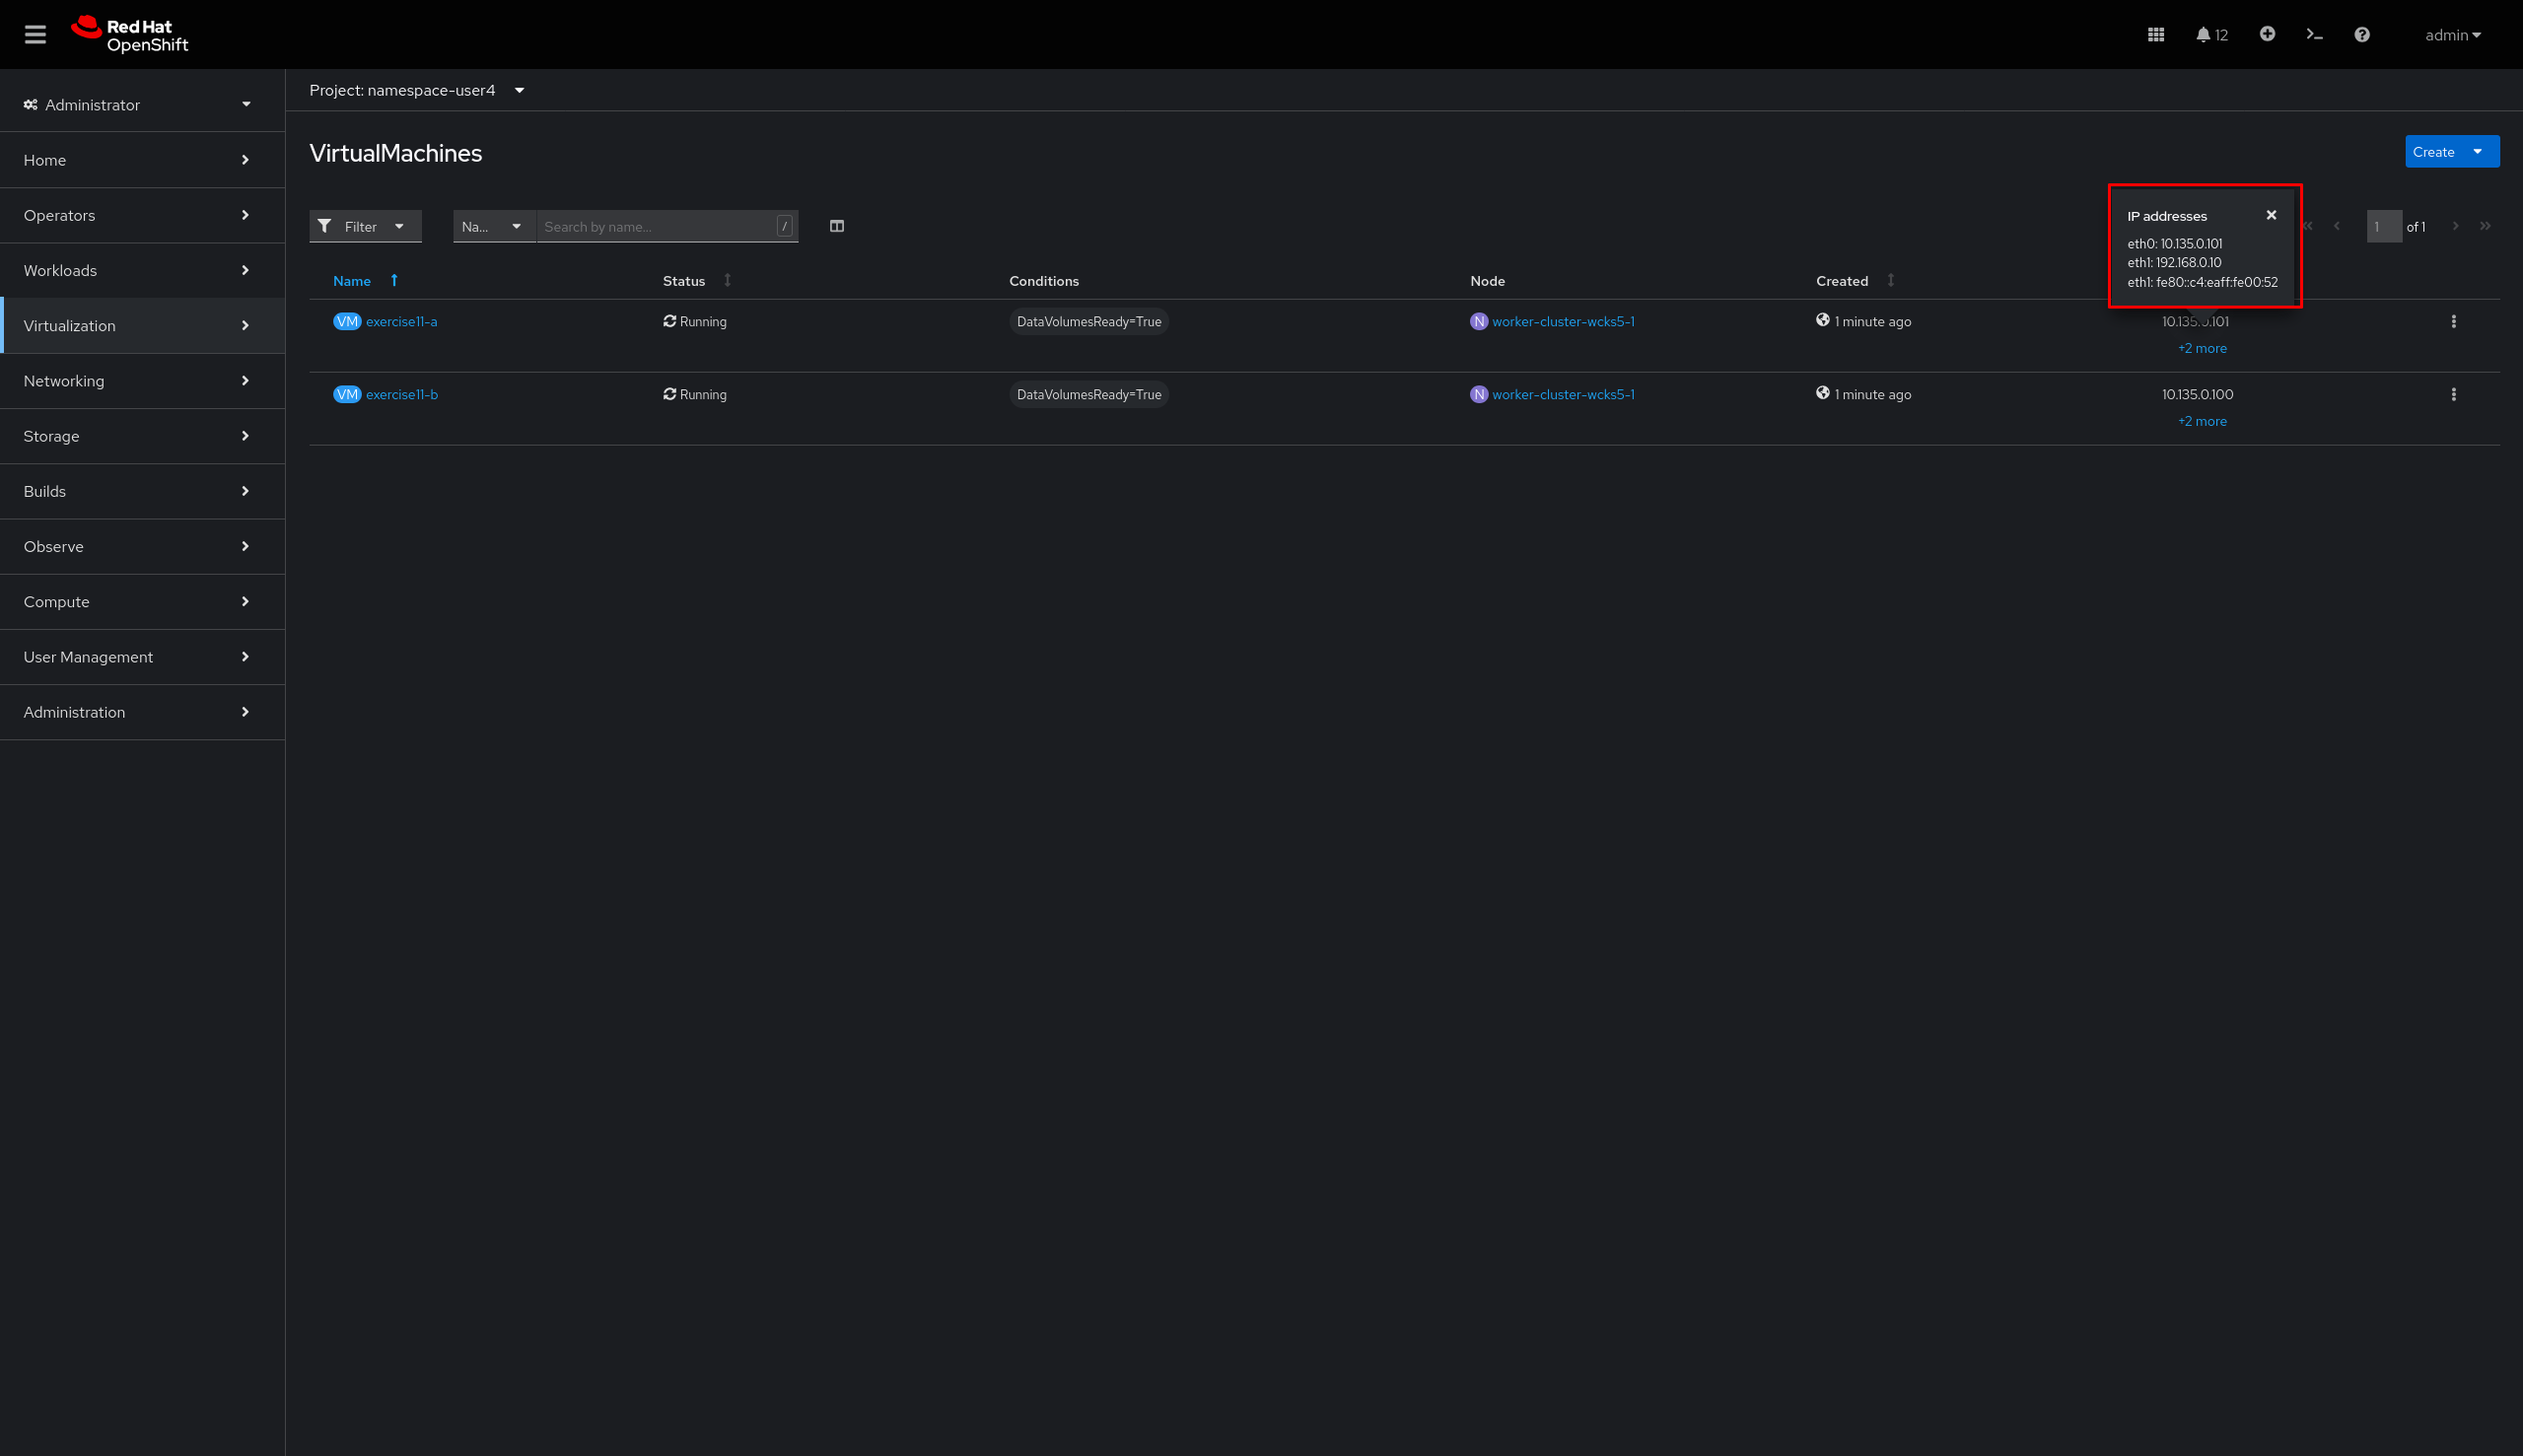 Red Hat
OpenShift
12
admin
Administrator
Home
Operators
Workloads
Virtualization
Networking
Storage
Builds
Observe
Compute
User Management
Administration
Project: namespace-user4
VirtualMachines
Create
Filter
Na...
Search by name...
/
1 of 1
IP addresses
eth0: 10.135.0.101
eth1: 192.168.0.10
eth1: fe80::c4:eaff:fe00:52
Name Status Conditions Node Created
VM exercise11-a Running DataVolumesReady=True N worker-cluster-wcks5-1 1 minute ago 10.135.0.101
+2 more
VM exercise11-b Running DataVolumesReady=True N worker-cluster-wcks5-1 1 minute ago 10.135.0.100
+2 more